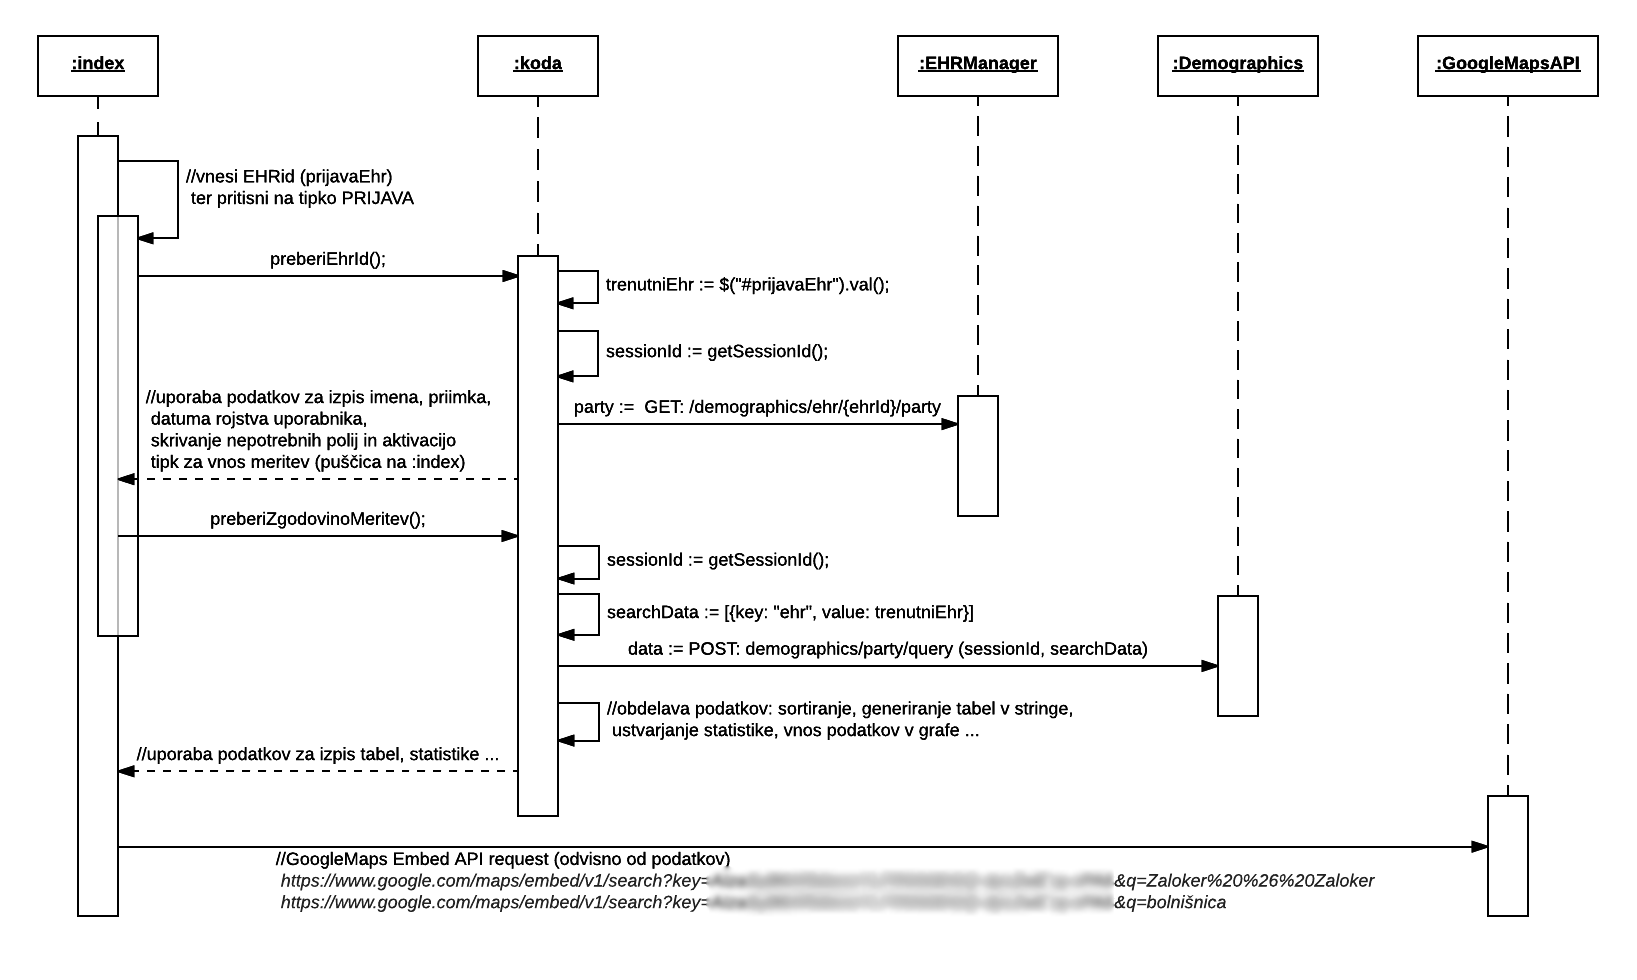 :index
:koda
:EHRManager
:Demographics
:GoogleMapsAPI
//vnesi EHRid (prijavaEhr)
ter pritisni na tipko PRIJAVA
preberiEhrId();
trenutniEhr := $("#prijavaEhr").val();
sessionId := getSessionId();
//uporaba podatkov za izpis imena, priimka,
datuma rojstva uporabnika,
skrivanje nepotrebnih polij in aktivacijo
tipk za vnos meritev (puščica na :index)
party :=  GET: /demographics/ehr/{ehrId}/party
preberiZgodovinoMeritev();
sessionId := getSessionId();
searchData := [{key: "ehr", value: trenutniEhr}]
data := POST: demographics/party/query (sessionId, searchData)
//obdelava podatkov: sortiranje, generiranje tabel v stringe,
ustvarjanje statistike, vnos podatkov v grafe ...
//uporaba podatkov za izpis tabel, statistike ...
//GoogleMaps Embed API request (odvisno od podatkov)
https://www.google.com/maps/embed/v1/search?key= &q=Zaloker%20%26%20Zaloker
https://www.google.com/maps/embed/v1/search?key= &q=bolnišnica